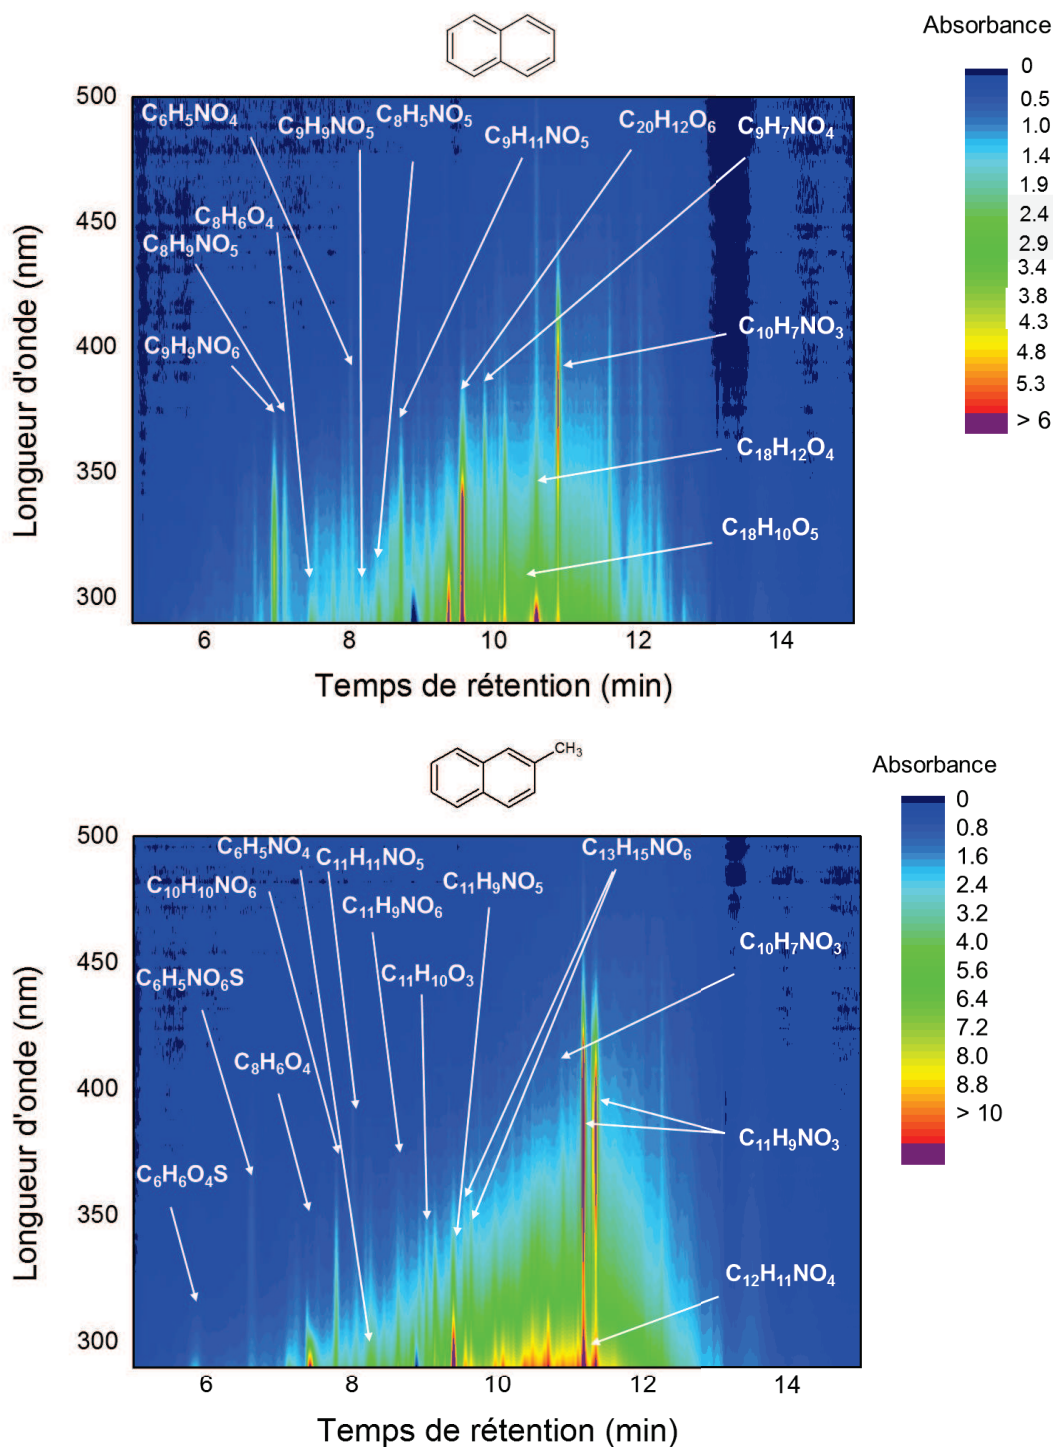 Absorbance
0
0.5
1.0
1.4
1.9
2.4
2.9
3.4
3.8
4.3
4.8
5.3
> 6
Longueur d'onde (nm)
500
450
400
350
300
C₆H₅NO₄
C₉H₉NO₅
C₈H₅NO₅
C₉H₁₁NO₅
C₂₀H₁₂O₆
C₉H₇NO₄
C₈H₆O₄
C₈H₉NO₅
C₉H₉NO₆
C₁₀H₇NO₃
C₁₈H₁₂O₄
C₁₈H₁₀O₅
6 8 10 12 14
Temps de rétention (min)
CH₃
Absorbance
0
0.8
1.6
2.4
3.2
4.0
5.6
6.4
7.2
8.0
8.8
> 10
Longueur d'onde (nm)
500
450
400
350
300
C₆H₅NO₄
C₁₁H₁₁NO₅
C₁₃H₁₅NO₆
C₁₀H₁₀NO₆
C₁₁H₉NO₅
C₁₁H₉NO₆
C₁₀H₇NO₃
C₆H₅NO₆S
C₁₁H₁₀O₃
C₈H₆O₄
C₁₁H₉NO₃
C₆H₆O₄S
C₁₂H₁₁NO₄
6 8 10 12 14
Temps de rétention (min)